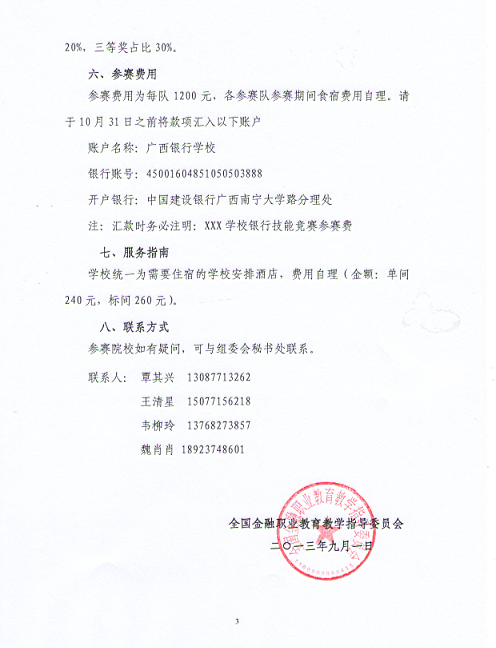 20%，三等奖占比 30%。
六、参赛费用
参赛费用为每队 1200 元，各参赛队参赛期间食宿费用自理。请
于 10 月 31 日之前将款项汇入以下账户
账户名称：广西银行学校
银行账号：45001604851050503888
开户银行：中国建设银行广西南宁大学路分理处
注：汇款时务必注明：XXX 学校银行技能竞赛参赛费
七、服务指南
学校统一为需要住宿的学校安排酒店，费用自理（金额：单间
240 元，标间 260 元）。
八、联系方式
参赛院校如有疑问，可与组委会秘书处联系。
联系人： 覃其兴 13087713262
王清星 15077156218
韦柳玲 13768273857
魏肖肖 18923748601
全国金融职业教育教学指导委员会
二〇一三年九月一日
3